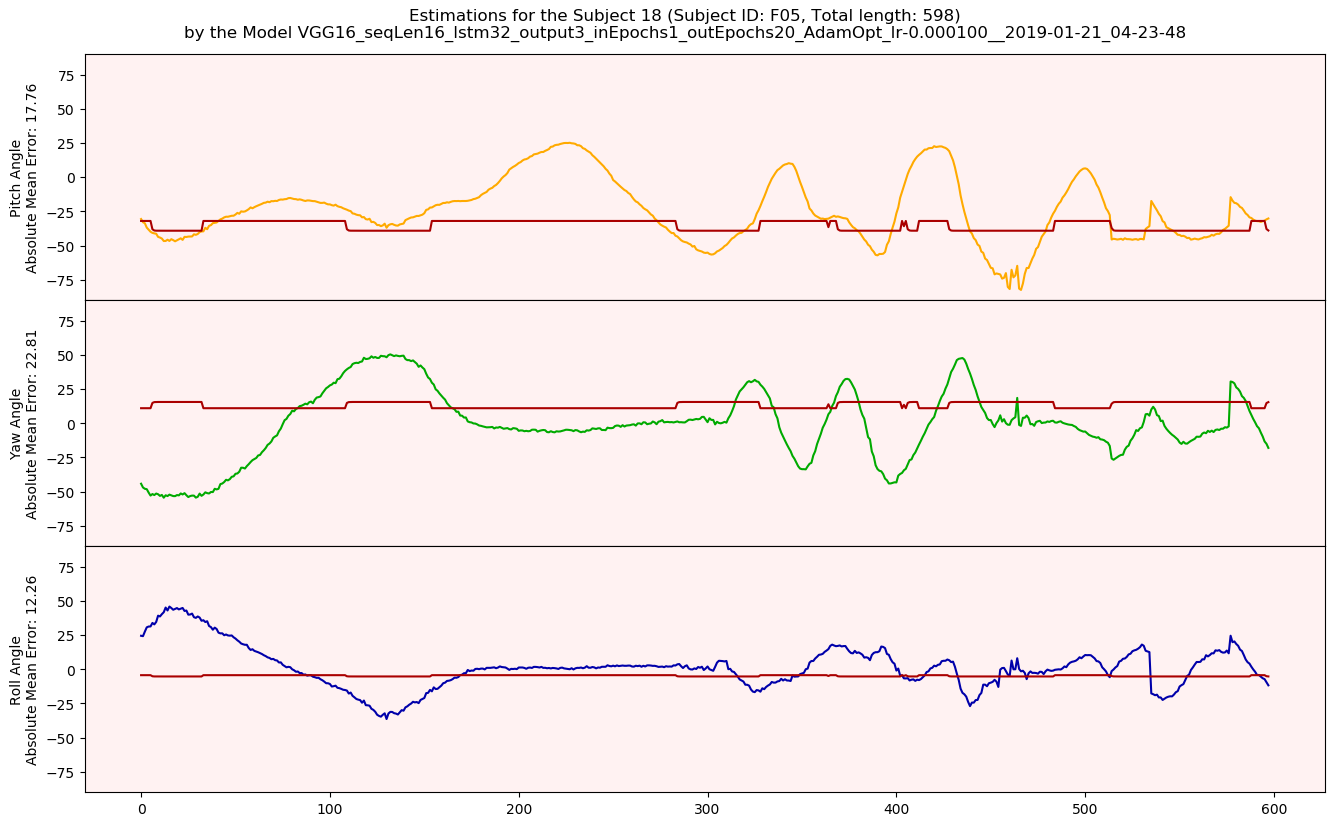 Estimations for the Subject 18 (Subject ID: F05, Total length: 598)
by the Model VGG16_seqLen16_lstm32_output3_inEpochs1_outEpochs20_AdamOpt_lr-0.000100__2019-01-21_04-23-48
Pitch Angle
Absolute Mean Error: 17.76
75
50
25
0
−25
−50
−75
Yaw Angle
Absolute Mean Error: 22.81
75
50
25
0
−25
−50
−75
Roll Angle
Absolute Mean Error: 12.26
75
50
25
0
−25
−50
−75
0 100 200 300 400 500 600